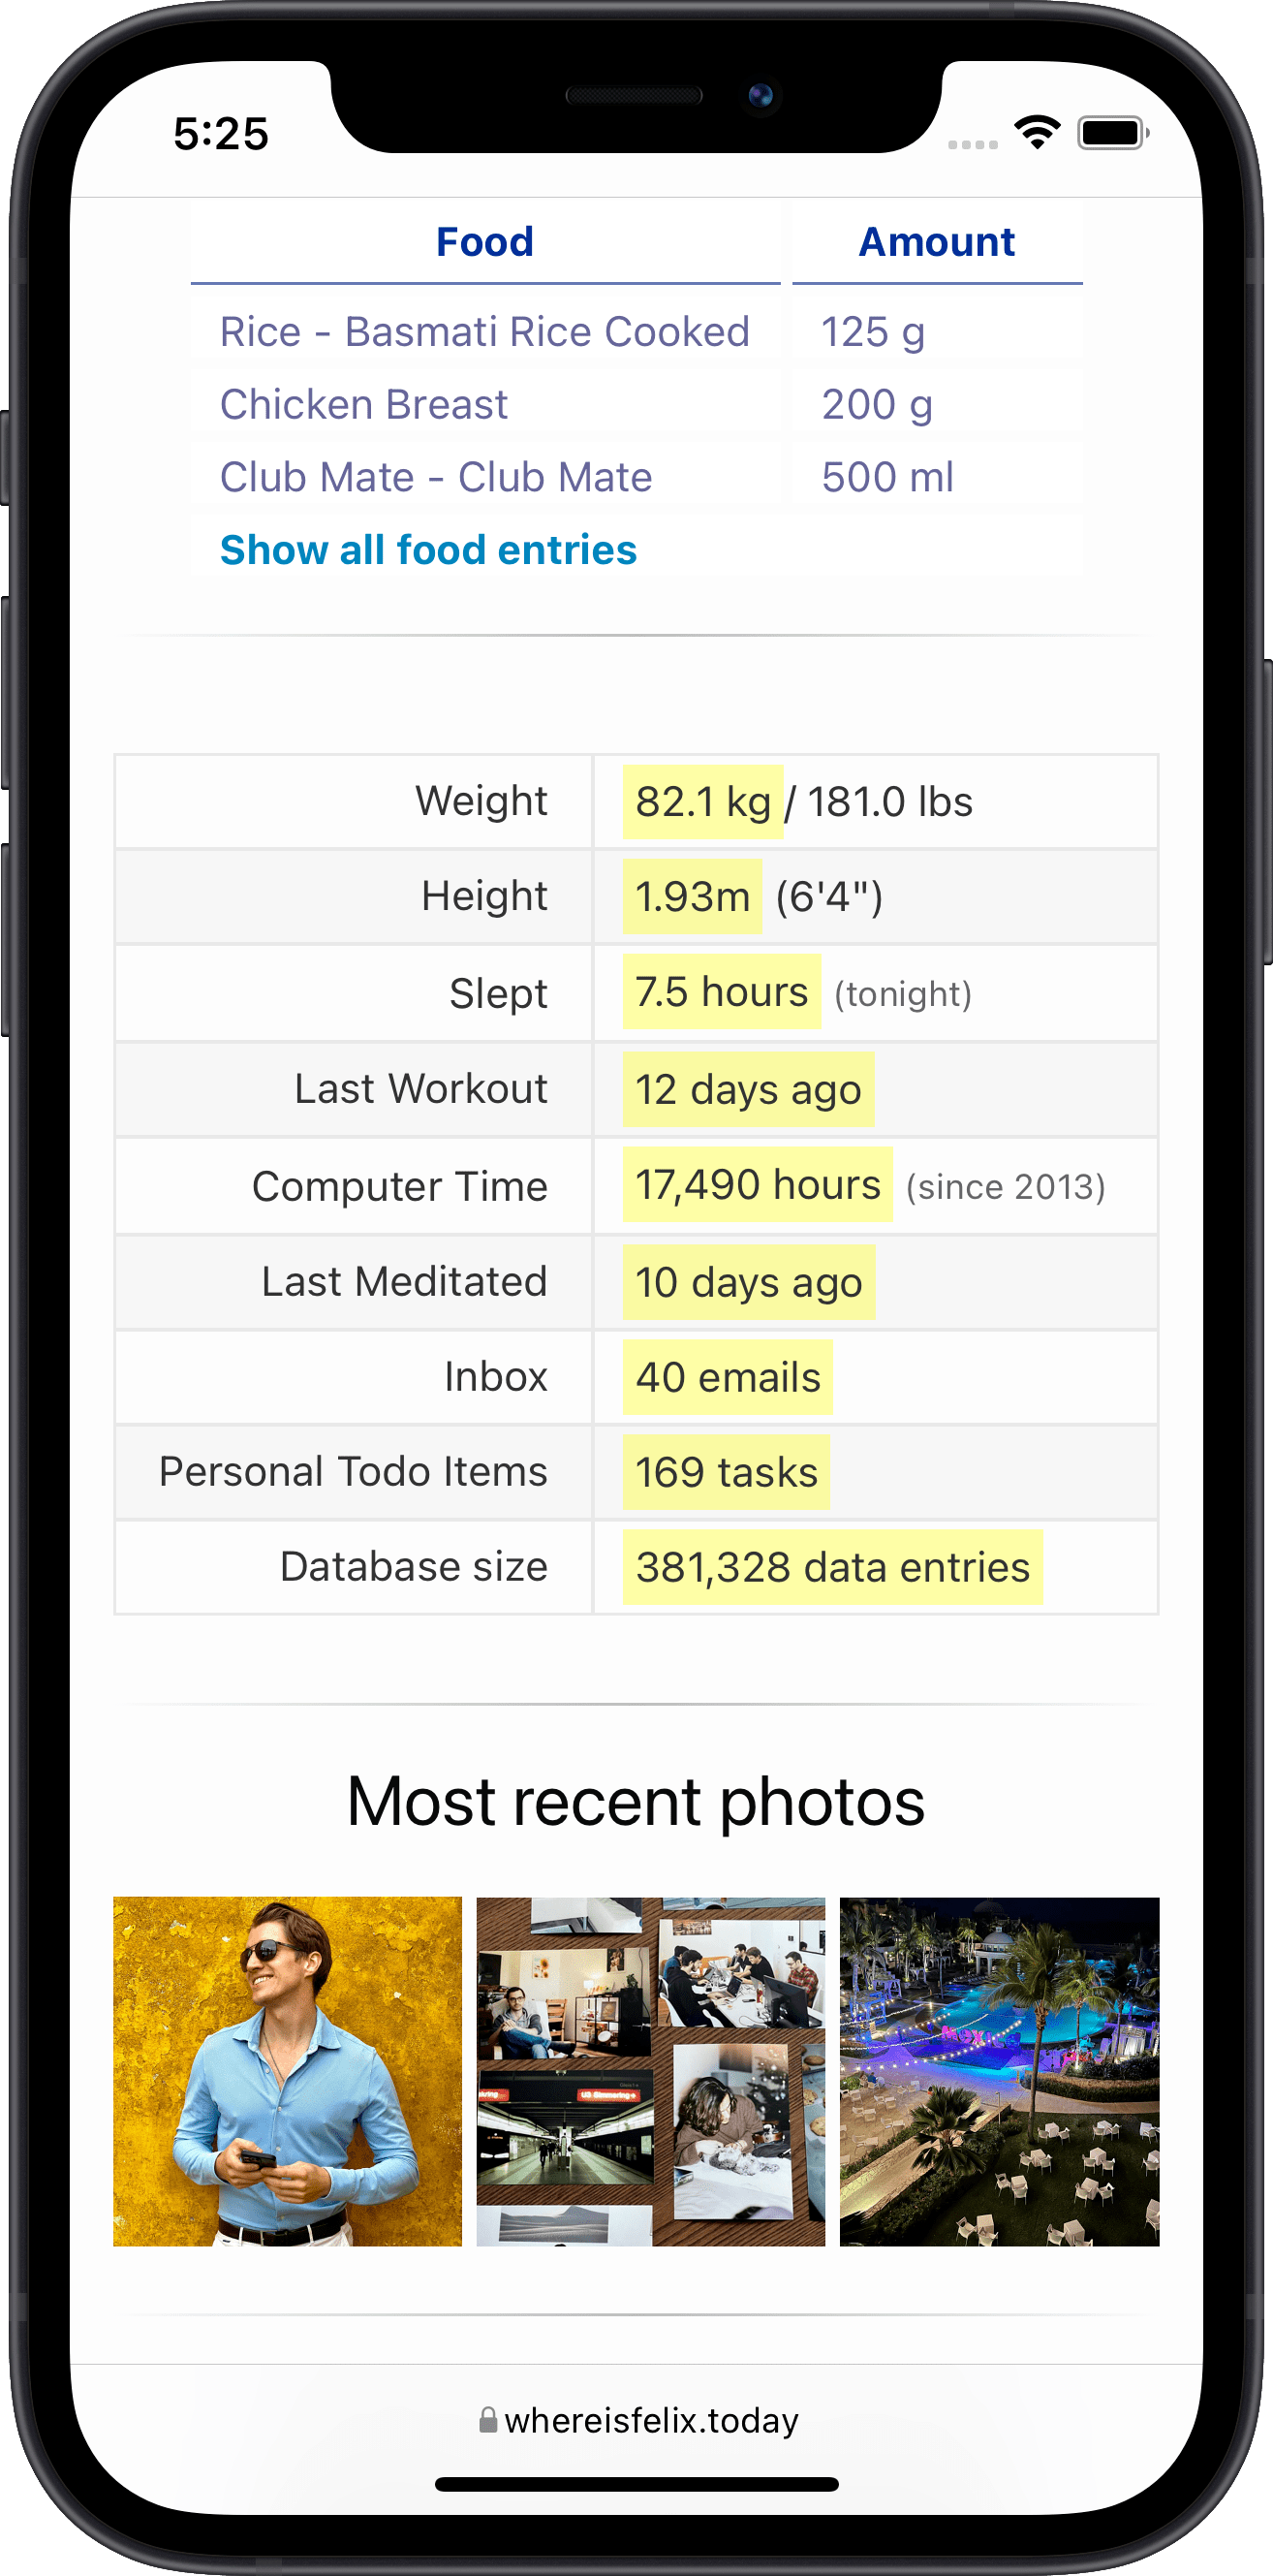 5:25
Food Amount
Rice - Basmati Rice Cooked 125 g
Chicken Breast 200 g
Club Mate - Club Mate 500 ml
Show all food entries
Weight 82.1 kg / 181.0 lbs
Height 1.93m (6'4")
Slept 7.5 hours (tonight)
Last Workout 12 days ago
Computer Time 17,490 hours (since 2013)
Last Meditated 10 days ago
Inbox 40 emails
Personal Todo Items 169 tasks
Database size 381,328 data entries
Most recent photos
U3 Simmering
whereisfelix.today